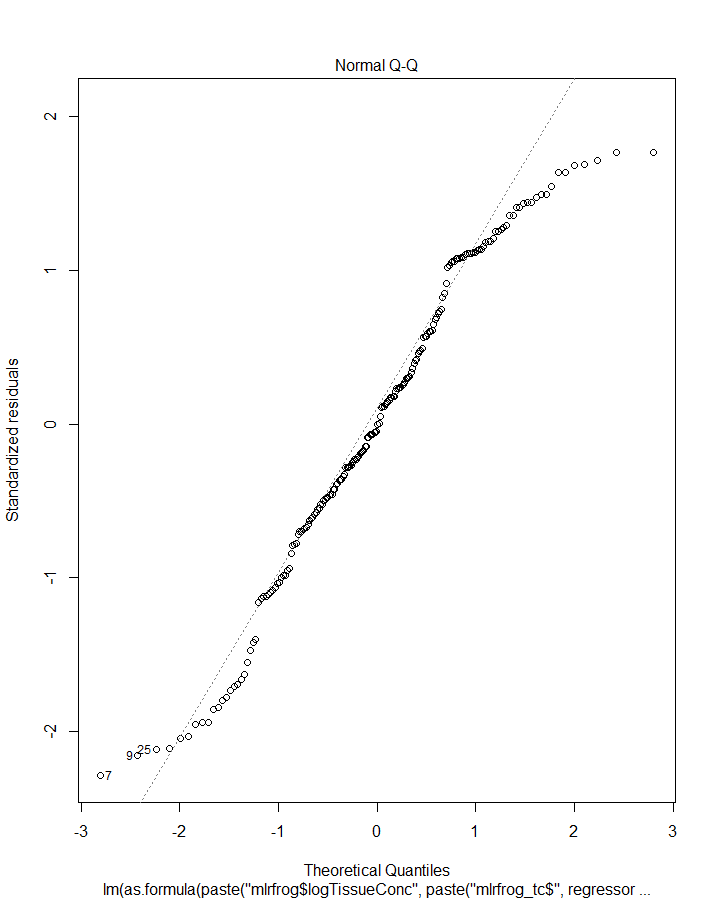 Normal Q-Q
2
1
0
-1
-2
Standardized residuals
25
9
7
-3 -2 -1 0 1 2 3
Theoretical Quantiles
lm(as.formula(paste("mlrfrog$logTissueConc", paste("mlrfrog_tc$", regressor ...